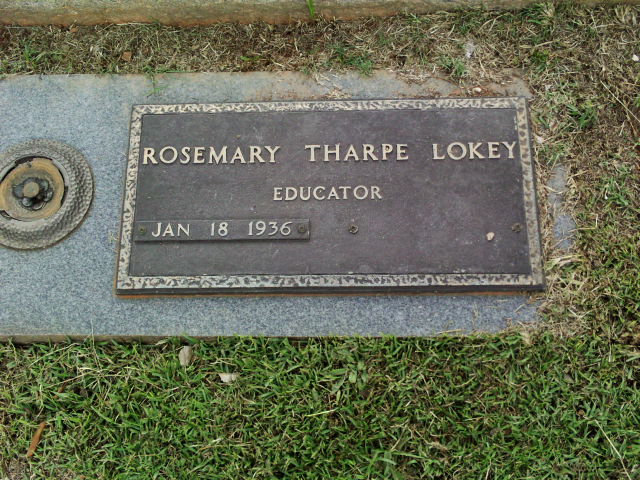 ROSEMARY THARPE LOKEY
EDUCATOR
JAN 18 1936